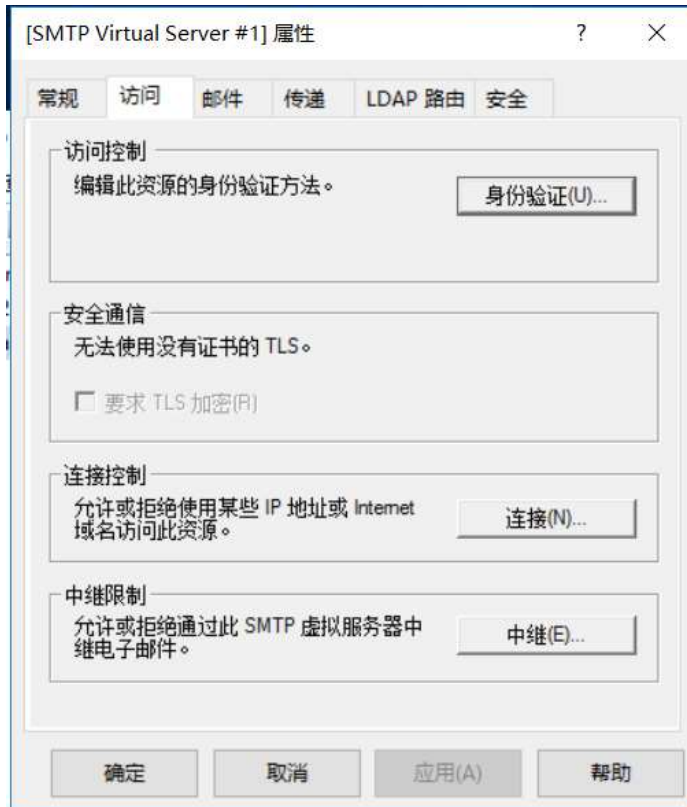 [SMTP Virtual Server #1] 属性
常规 访问 邮件 传递 LDAP 路由 安全
访问控制
编辑此资源的身份验证方法。
身份验证(U)...
安全通信
无法使用没有证书的 TLS。
要求 TLS 加密(R)
连接控制
允许或拒绝使用某些 IP 地址或 Internet
域名访问此资源。
连接(N)...
中继限制
允许或拒绝通过此 SMTP 虚拟服务器中
继电子邮件。
中继(E)...
确定 取消 应用(A) 帮助